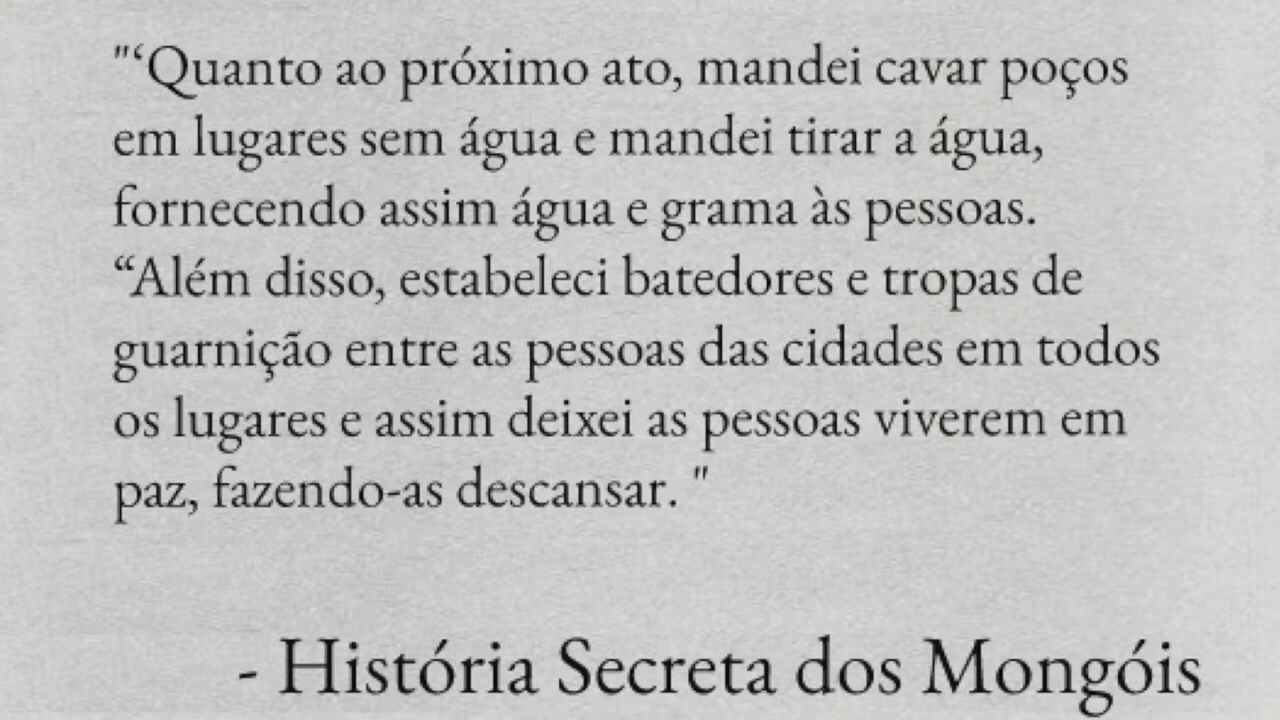 "‘Quanto ao próximo ato, mandei cavar poços
em lugares sem água e mandei tirar a água,
fornecendo assim água e grama às pessoas.
“Além disso, estabeleci batedores e tropas de
guarnição entre as pessoas das cidades em todos
os lugares e assim deixei as pessoas viverem em
paz, fazendo-as descansar. "
- História Secreta dos Mongóis